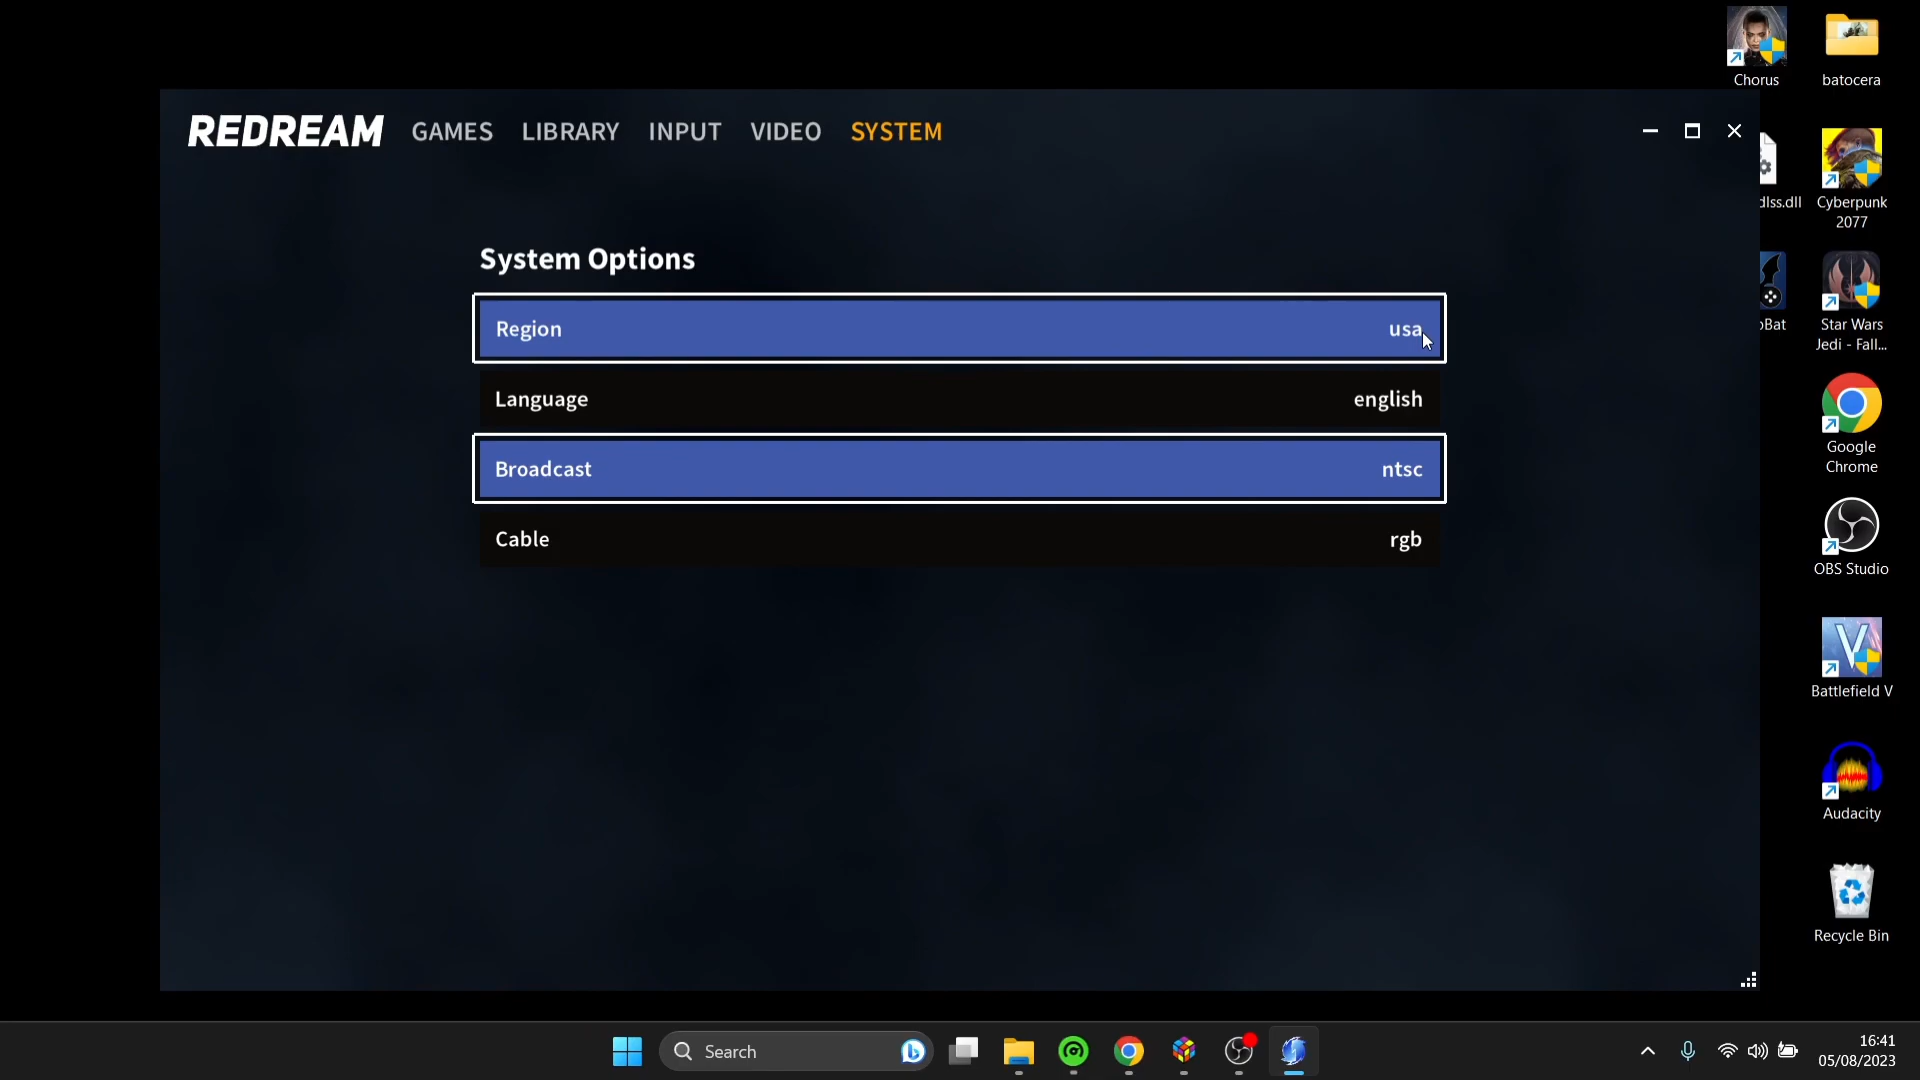 REDREAM GAMES LIBRARY INPUT VIDEO SYSTEM
System Options
Region usa
Language english
Broadcast ntsc
Cable rgb
Chorus
batocera
dlss.dll
Cyberpunk
2077
oBat
Star Wars
Jedi - Fall...
Google
Chrome
OBS Studio
Battlefield V
Audacity
Recycle Bin
Search
16:41
05/08/2023